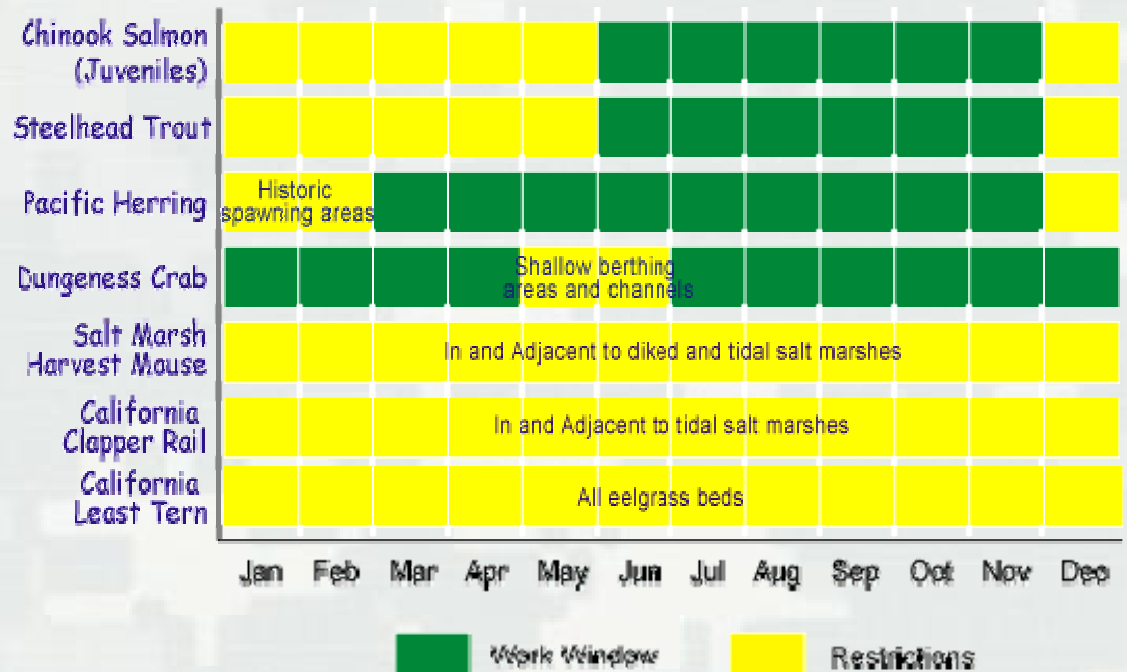 Chinook Salmon
(Juveniles)
Steelhead Trout
Pacific Herring
Historic
spawning areas
Dungeness Crab
Shallow berthing
areas and channels
Salt Marsh
Harvest Mouse
In and Adjacent to diked and tidal salt marshes
California
Clapper Rail
In and Adjacent to tidal salt marshes
California
Least Tern
All eelgrass beds
Jan Feb Mar Apr May Jun Jul Aug Sep Oct Nov Dec
Work Window Restrictions